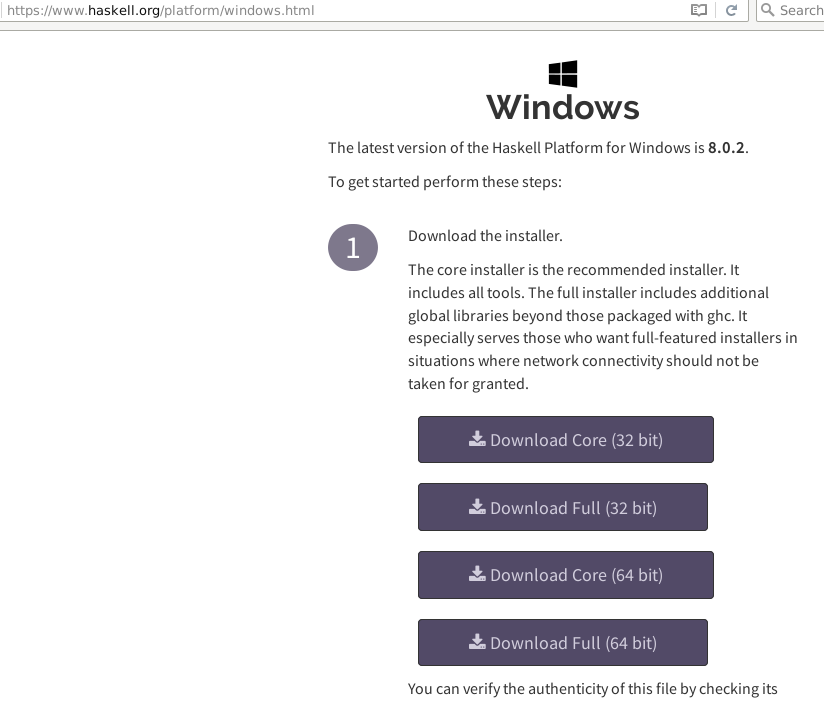 https://www.haskell.org/platform/windows.html
Search
Windows
The latest version of the Haskell Platform for Windows is 8.0.2.
To get started perform these steps:
1
Download the installer.
The core installer is the recommended installer. It
includes all tools. The full installer includes additional
global libraries beyond those packaged with ghc. It
especially serves those who want full-featured installers in
situations where network connectivity should not be
taken for granted.
Download Core (32 bit)
Download Full (32 bit)
Download Core (64 bit)
Download Full (64 bit)
You can verify the authenticity of this file by checking its